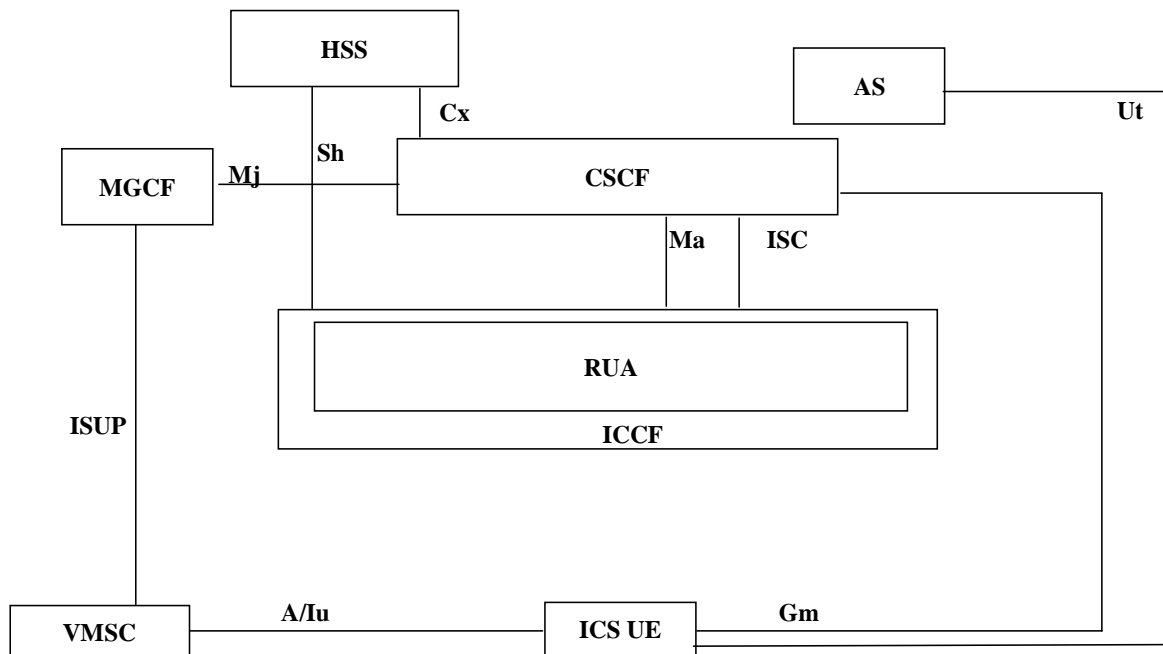 HSS
AS
Cx
Ut
Sh
MGCF
Mj
CSCF
Ma
ISC
RUA
ISUP
ICCF
A/Iu
Gm
VMSC
ICS UE